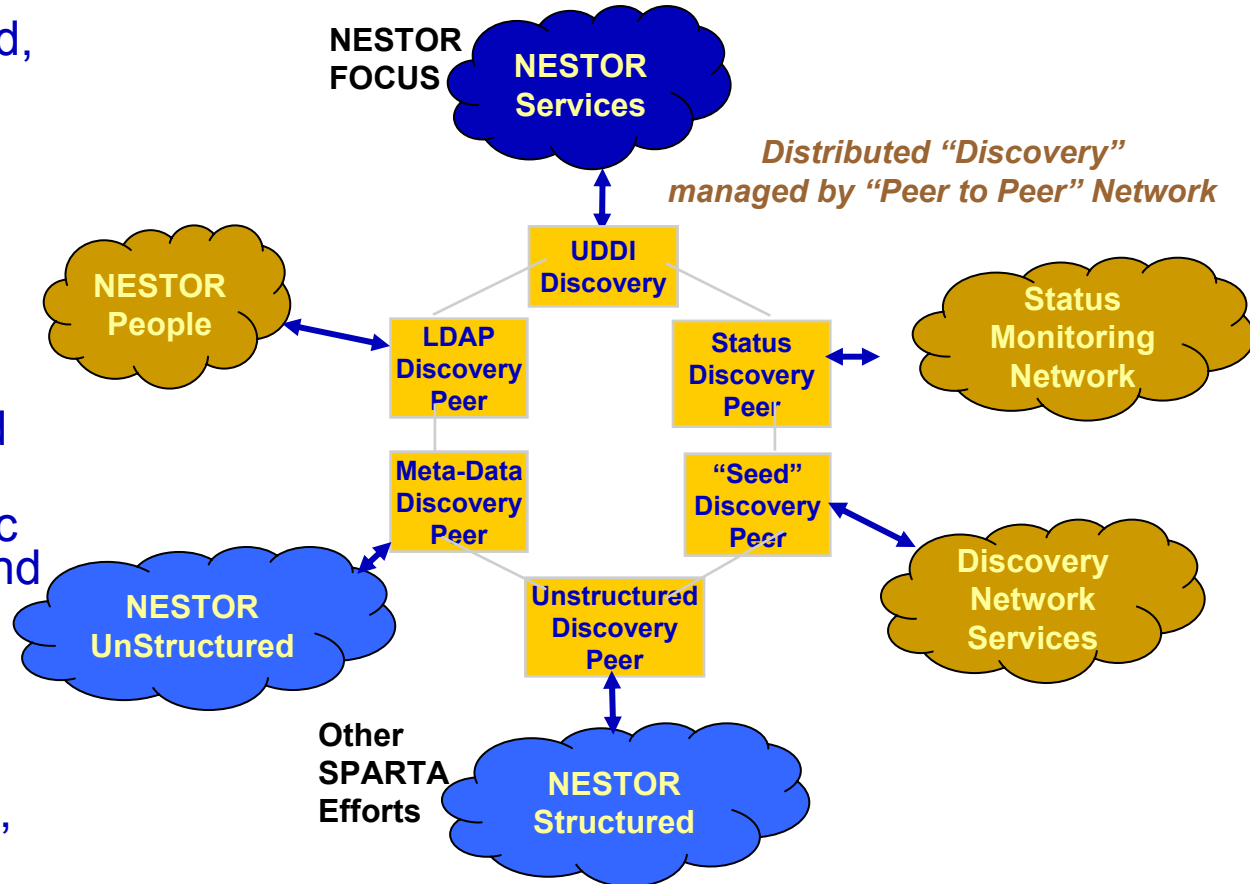 d,
NESTOR
FOCUS
NESTOR
Services
Distributed “Discovery”
managed by “Peer to Peer” Network
UDDI
Discovery
NESTOR
People
LDAP
Discovery
Peer
Status
Discovery
Peer
Status
Monitoring
Network
d
Meta-Data
Discovery
Peer
“Seed”
Discovery
Peer
c
nd
NESTOR
UnStructured
Discovery
Network
Services
Unstructured
Discovery
Peer
Other
SPARTA
Efforts
NESTOR
Structured
,